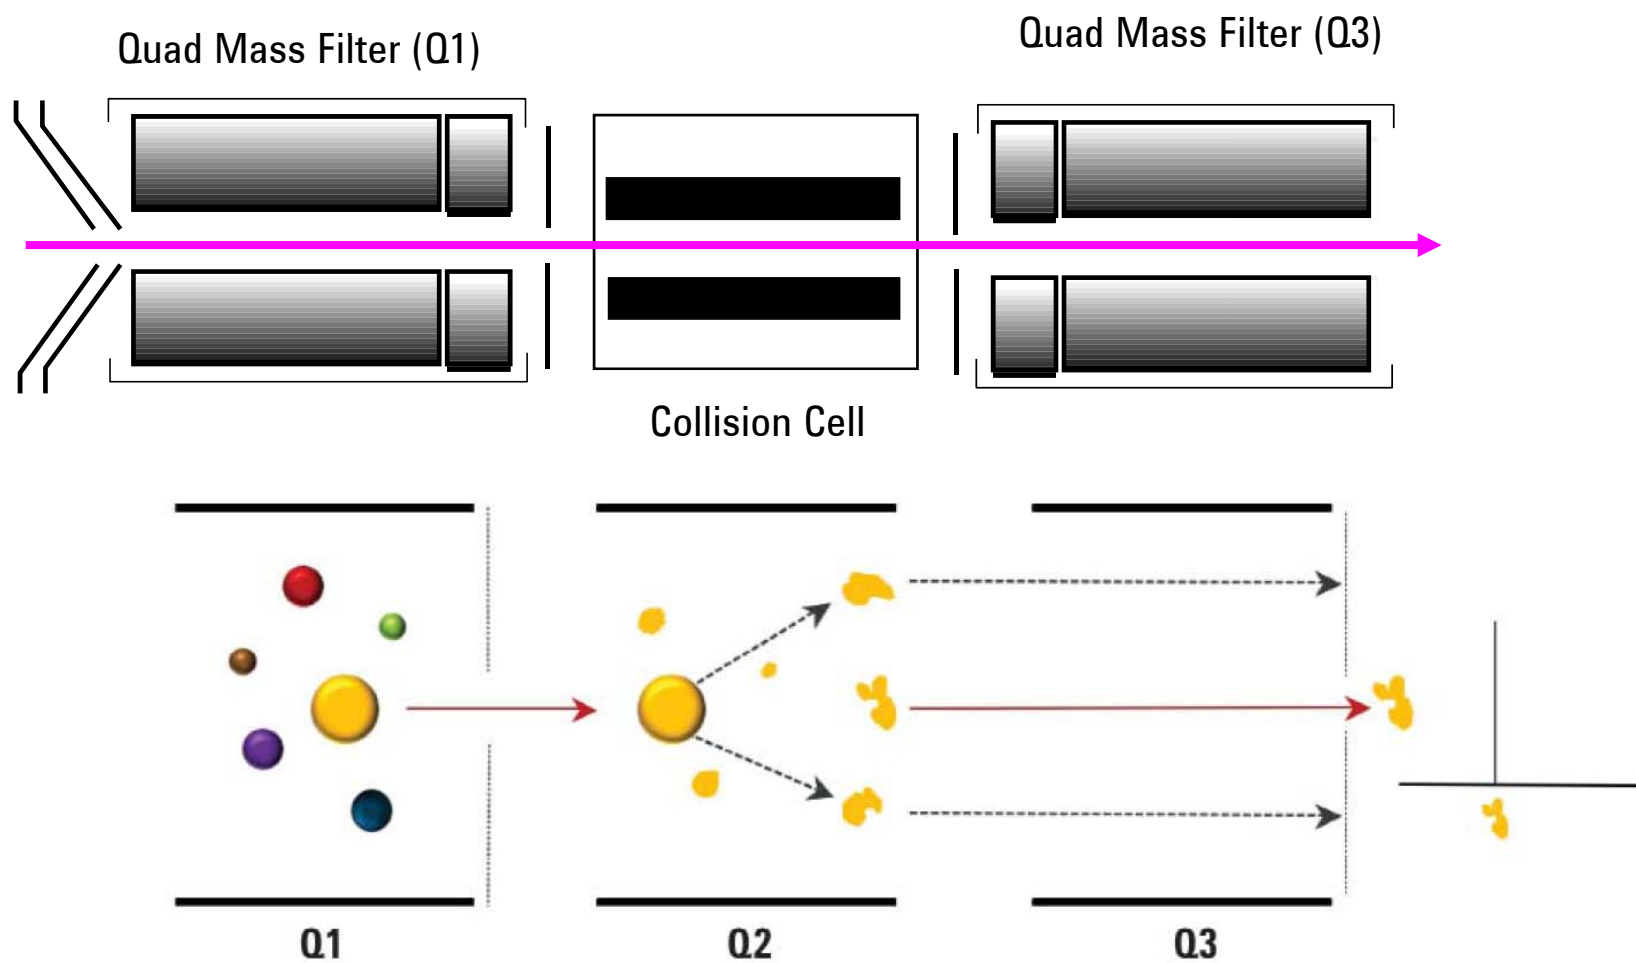 Quad Mass Filter (Q1)
Quad Mass Filter (Q3)
Collision Cell
Q1
Q2
Q3